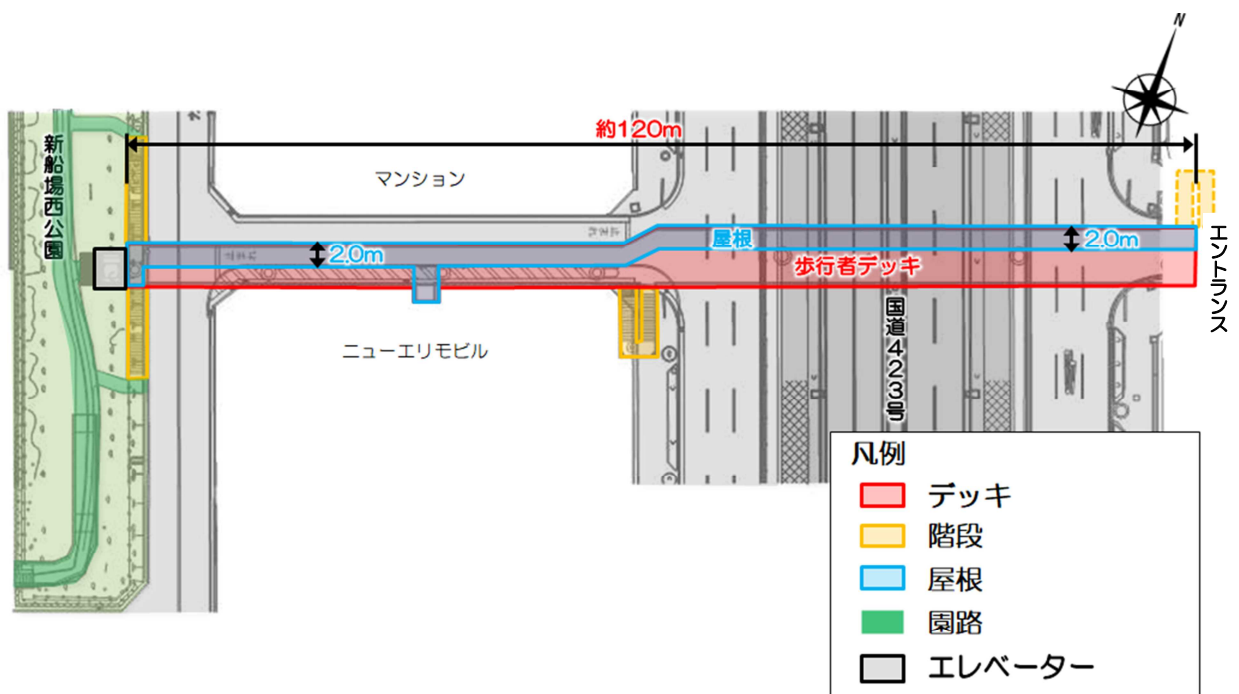 N
約120m
新船場西公園
マンション
2.0m
屋根
2.0m
歩行者デッキ
エントランス
国道423号
ニューエリモビル
凡例
デッキ
階段
屋根
園路
エレベーター